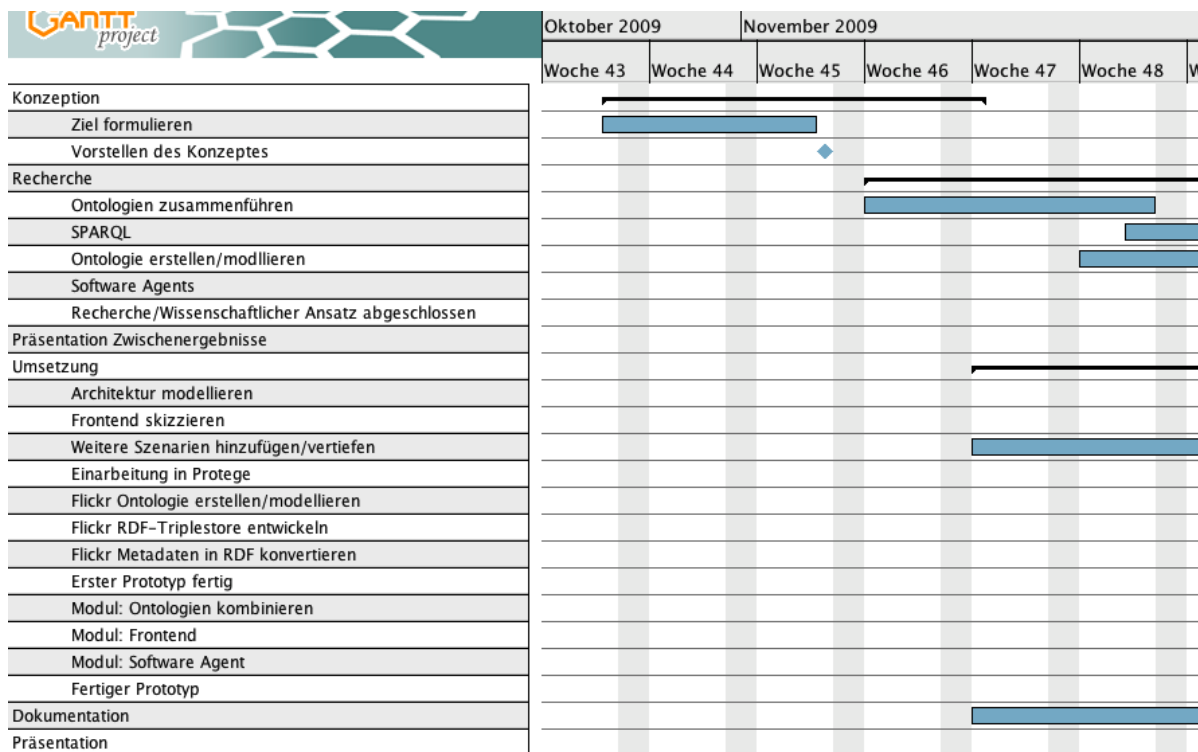 GANTT
project
Oktober 2009 November 2009
Woche 43 Woche 44 Woche 45 Woche 46 Woche 47 Woche 48
Konzeption
Ziel formulieren
Vorstellen des Konzeptes
Recherche
Ontologien zusammenführen
SPARQL
Ontologie erstellen/modllieren
Software Agents
Recherche/Wissenschaftlicher Ansatz abgeschlossen
Präsentation Zwischenergebnisse
Umsetzung
Architektur modellieren
Frontend skizzieren
Weitere Szenarien hinzufügen/vertiefen
Einarbeitung in Protege
Flickr Ontologie erstellen/modellieren
Flickr RDF-Triplestore entwickeln
Flickr Metadaten in RDF konvertieren
Erster Prototyp fertig
Modul: Ontologien kombinieren
Modul: Frontend
Modul: Software Agent
Fertiger Prototyp
Dokumentation
Präsentation